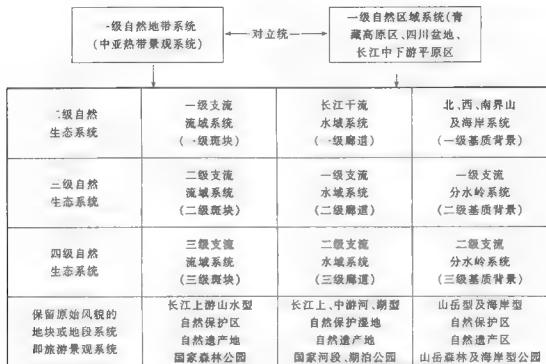 一级自然地带系统
(中亚热带景观系统)
对立统一
一级自然区域系统(青
藏高原区、四川盆地、
长江中下游平原区
二级自然
生态系统
一级支流
流域系统
(一级斑块)
长江干流
水域系统
(一级廊道)
北、西、南界山
及海岸系统
(一级基质背景)
三级自然
生态系统
二级支流
流域系统
(二级斑块)
一级支流
水域系统
(二级廊道)
一级支流
分水岭系统
(二级基质背景)
四级自然
生态系统
三级支流
流域系统
(三级斑块)
二级支流
水域系统
(三级廊道)
二级支流
分水岭系统
(三级基质背景)
保留原始风貌的
地块或地段系统
即旅游景观系统
长江上游山水型
自然保护区
自然遗产地
国家森林公园
长江上、中游河、湖型
自然保护湿地
自然遗产地
国家河段、湖泊公园
山岳型及海岸型
自然保护区
自然遗产区
山岳森林及海岸型公园